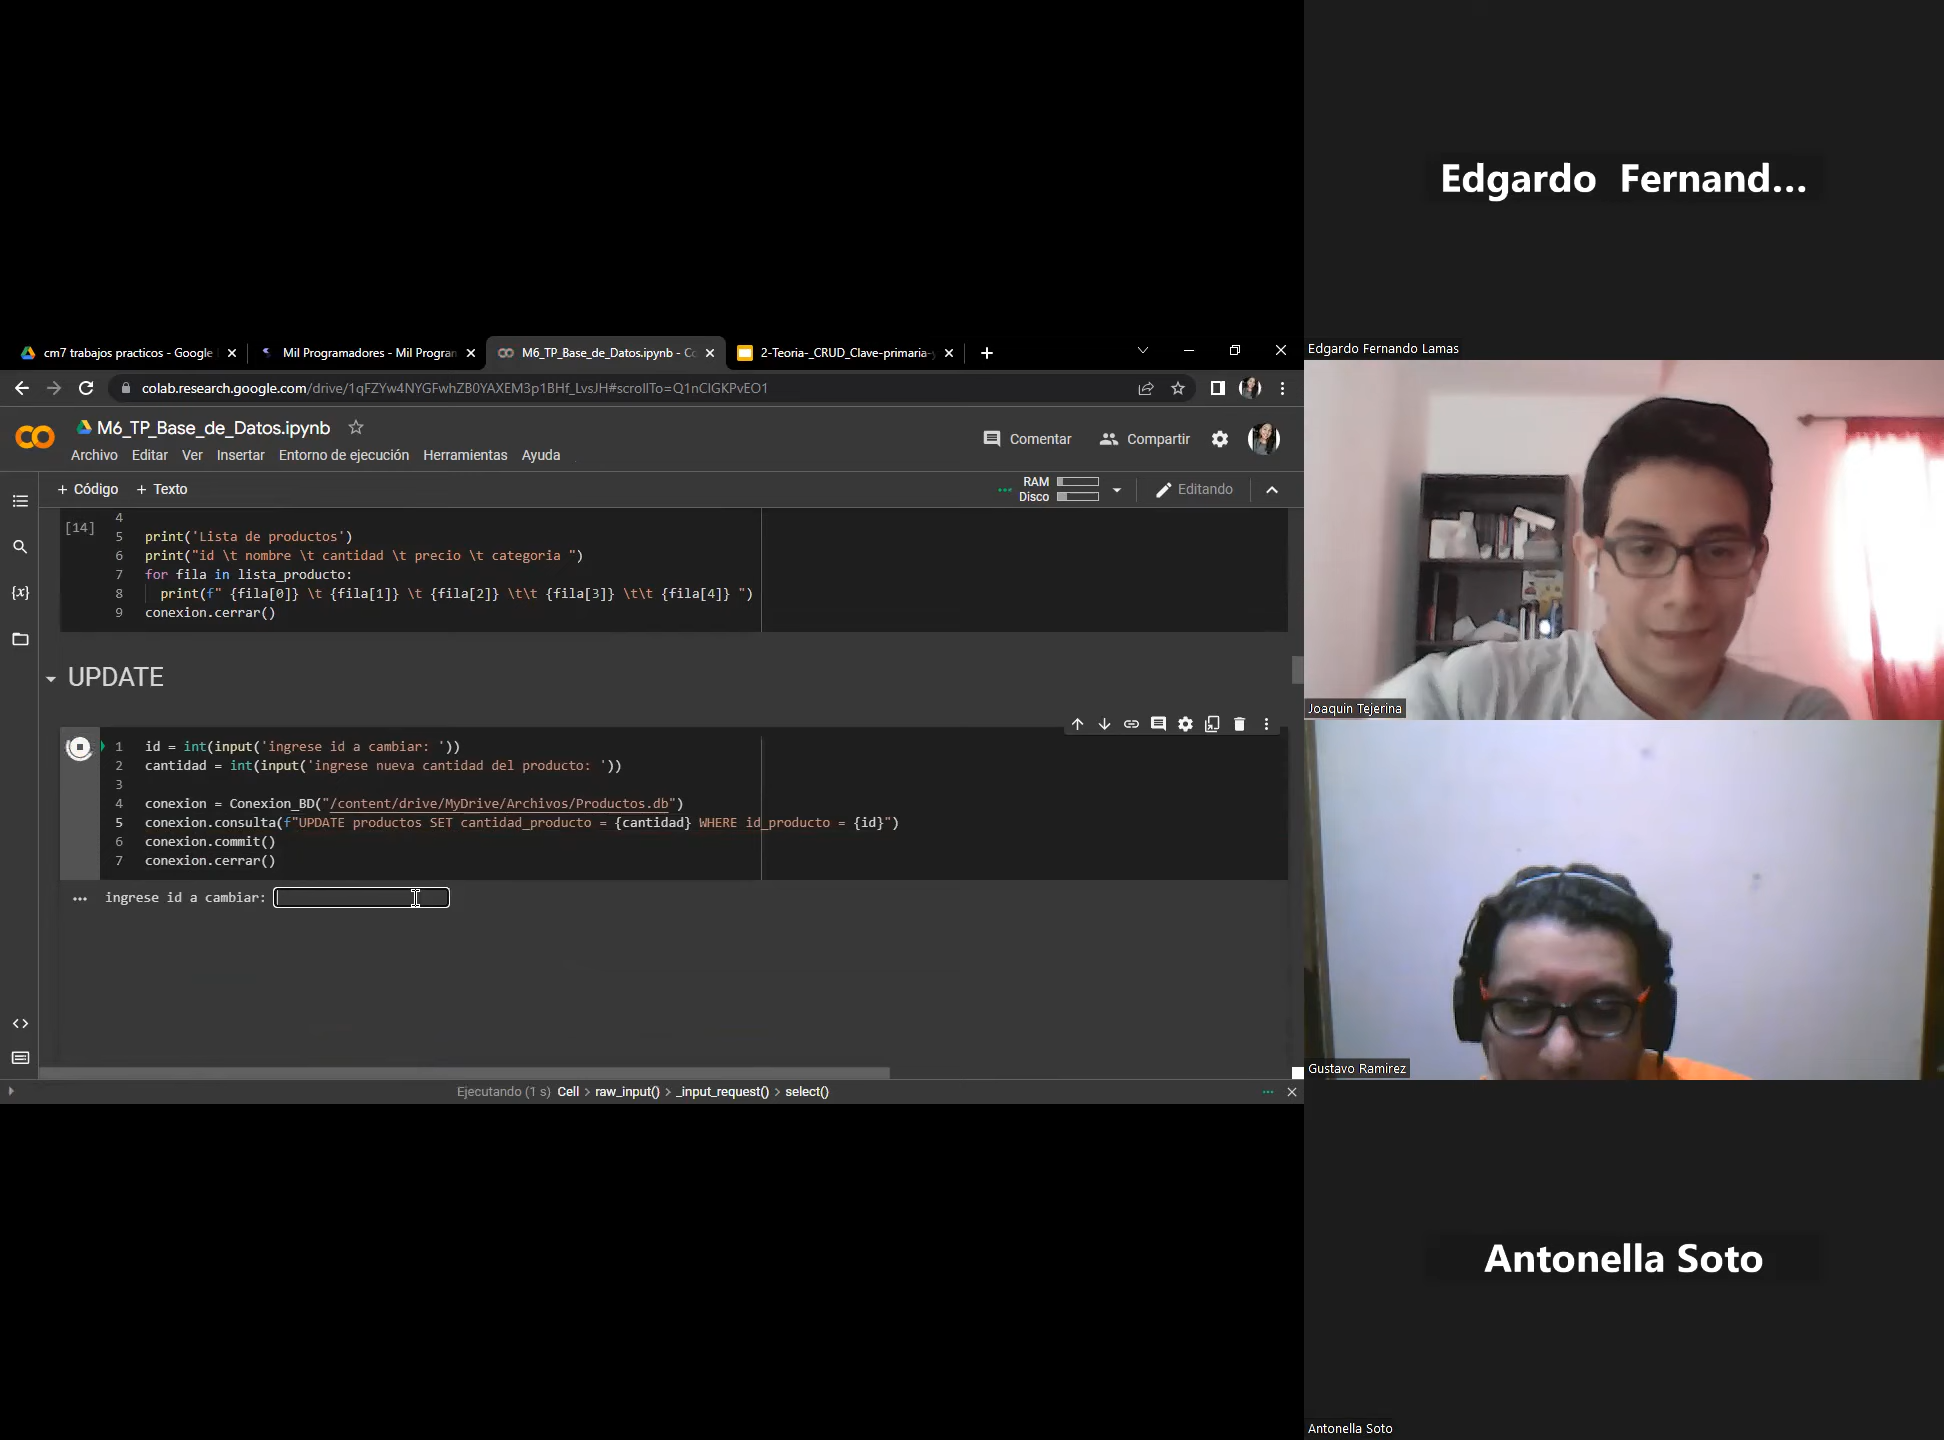 cm7 trabajos practicos - Google
Mil Programadores - Mil Program
M6_TP_Base_de_Datos.ipynb - Co
2-Teoria-_CRUD_Clave-primaria-
colab.research.google.com/drive/1qFZYw4NYGFwhZB0YAXEM3p1BHf_LvsJH#scrollTo=Q1nCIGKPvEO1
M6_TP_Base_de_Datos.ipynb
Archivo Editar Ver Insertar Entorno de ejecución Herramientas Ayuda
Comentar
Compartir
+ Código + Texto
RAM
Disco
Editando
[14]
4
5 print('Lista de productos')
6 print("id \t nombre \t cantidad \t precio \t categoria ")
7 for fila in lista_producto:
8 print(f" {fila[0]} \t {fila[1]} \t {fila[2]} \t\t {fila[3]} \t\t {fila[4]} ")
9 conexion.cerrar()
UPDATE
1 id = int(input('ingrese id a cambiar: '))
2 cantidad = int(input('ingrese nueva cantidad del producto: '))
3
4 conexion = Conexion_BD("/content/drive/MyDrive/Archivos/Productos.db")
5 conexion.consulta(f"UPDATE productos SET cantidad_producto = {cantidad} WHERE id_producto = {id}")
6 conexion.commit()
7 conexion.cerrar()
... ingrese id a cambiar:
{x}
<>
Ejecutando (1 s) Cell > raw_input() > _input_request() > select()
Edgardo Fernand...
Edgardo Fernando Lamas
Joaquin Tejerina
Gustavo Ramirez
Antonella Soto
Antonella Soto